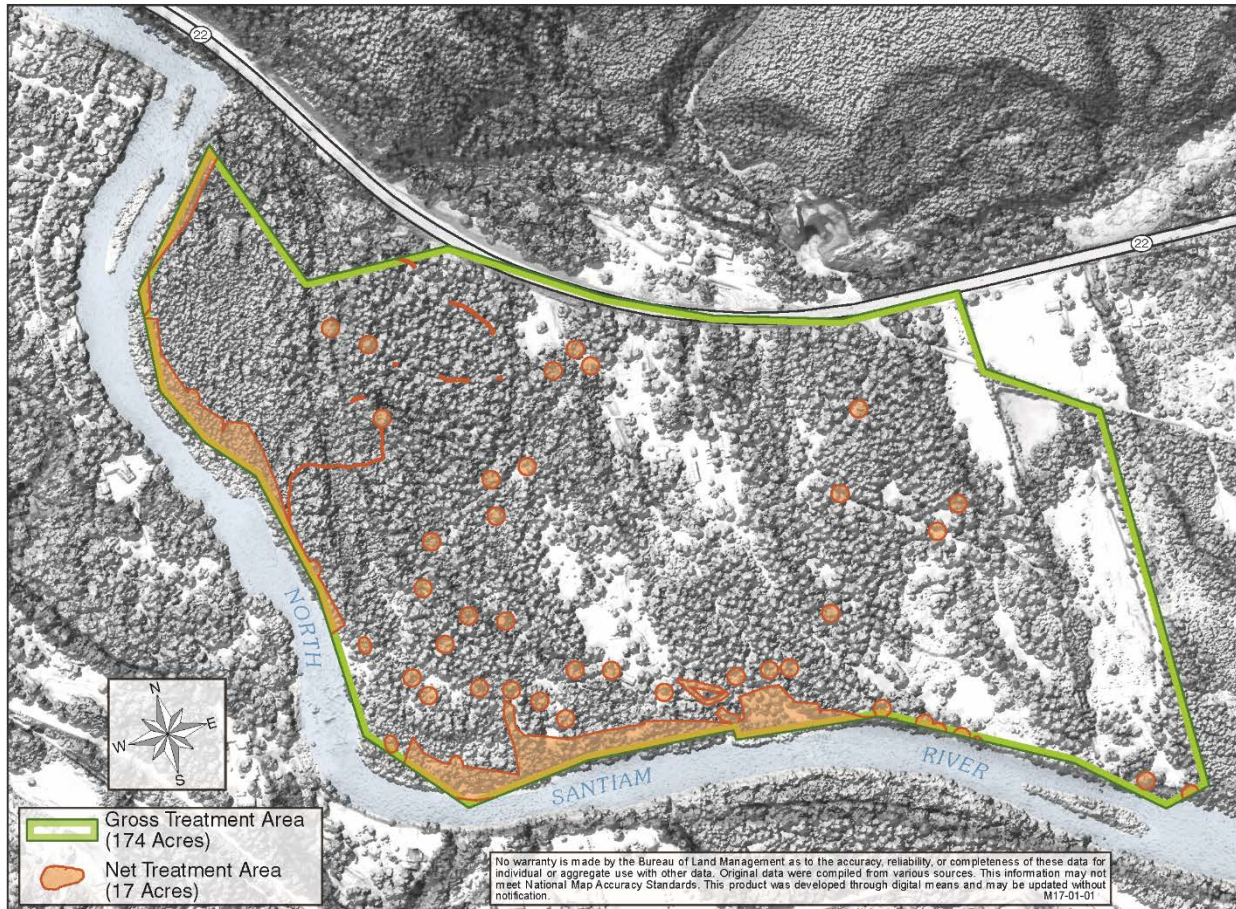 22
22
NORTH
SANTIAM
RIVER
N
E
W
S
Gross Treatment Area
(174 Acres)
Net Treatment Area
(17 Acres)
No warranty is made by the Bureau of Land Management as to the accuracy, reliability, or completeness of these data for
individual or aggregate use with other data. Original data were compiled from various sources. This information may not
meet National Map Accuracy Standards. This product was developed through digital means and may be updated without
notification.
M17-01-01